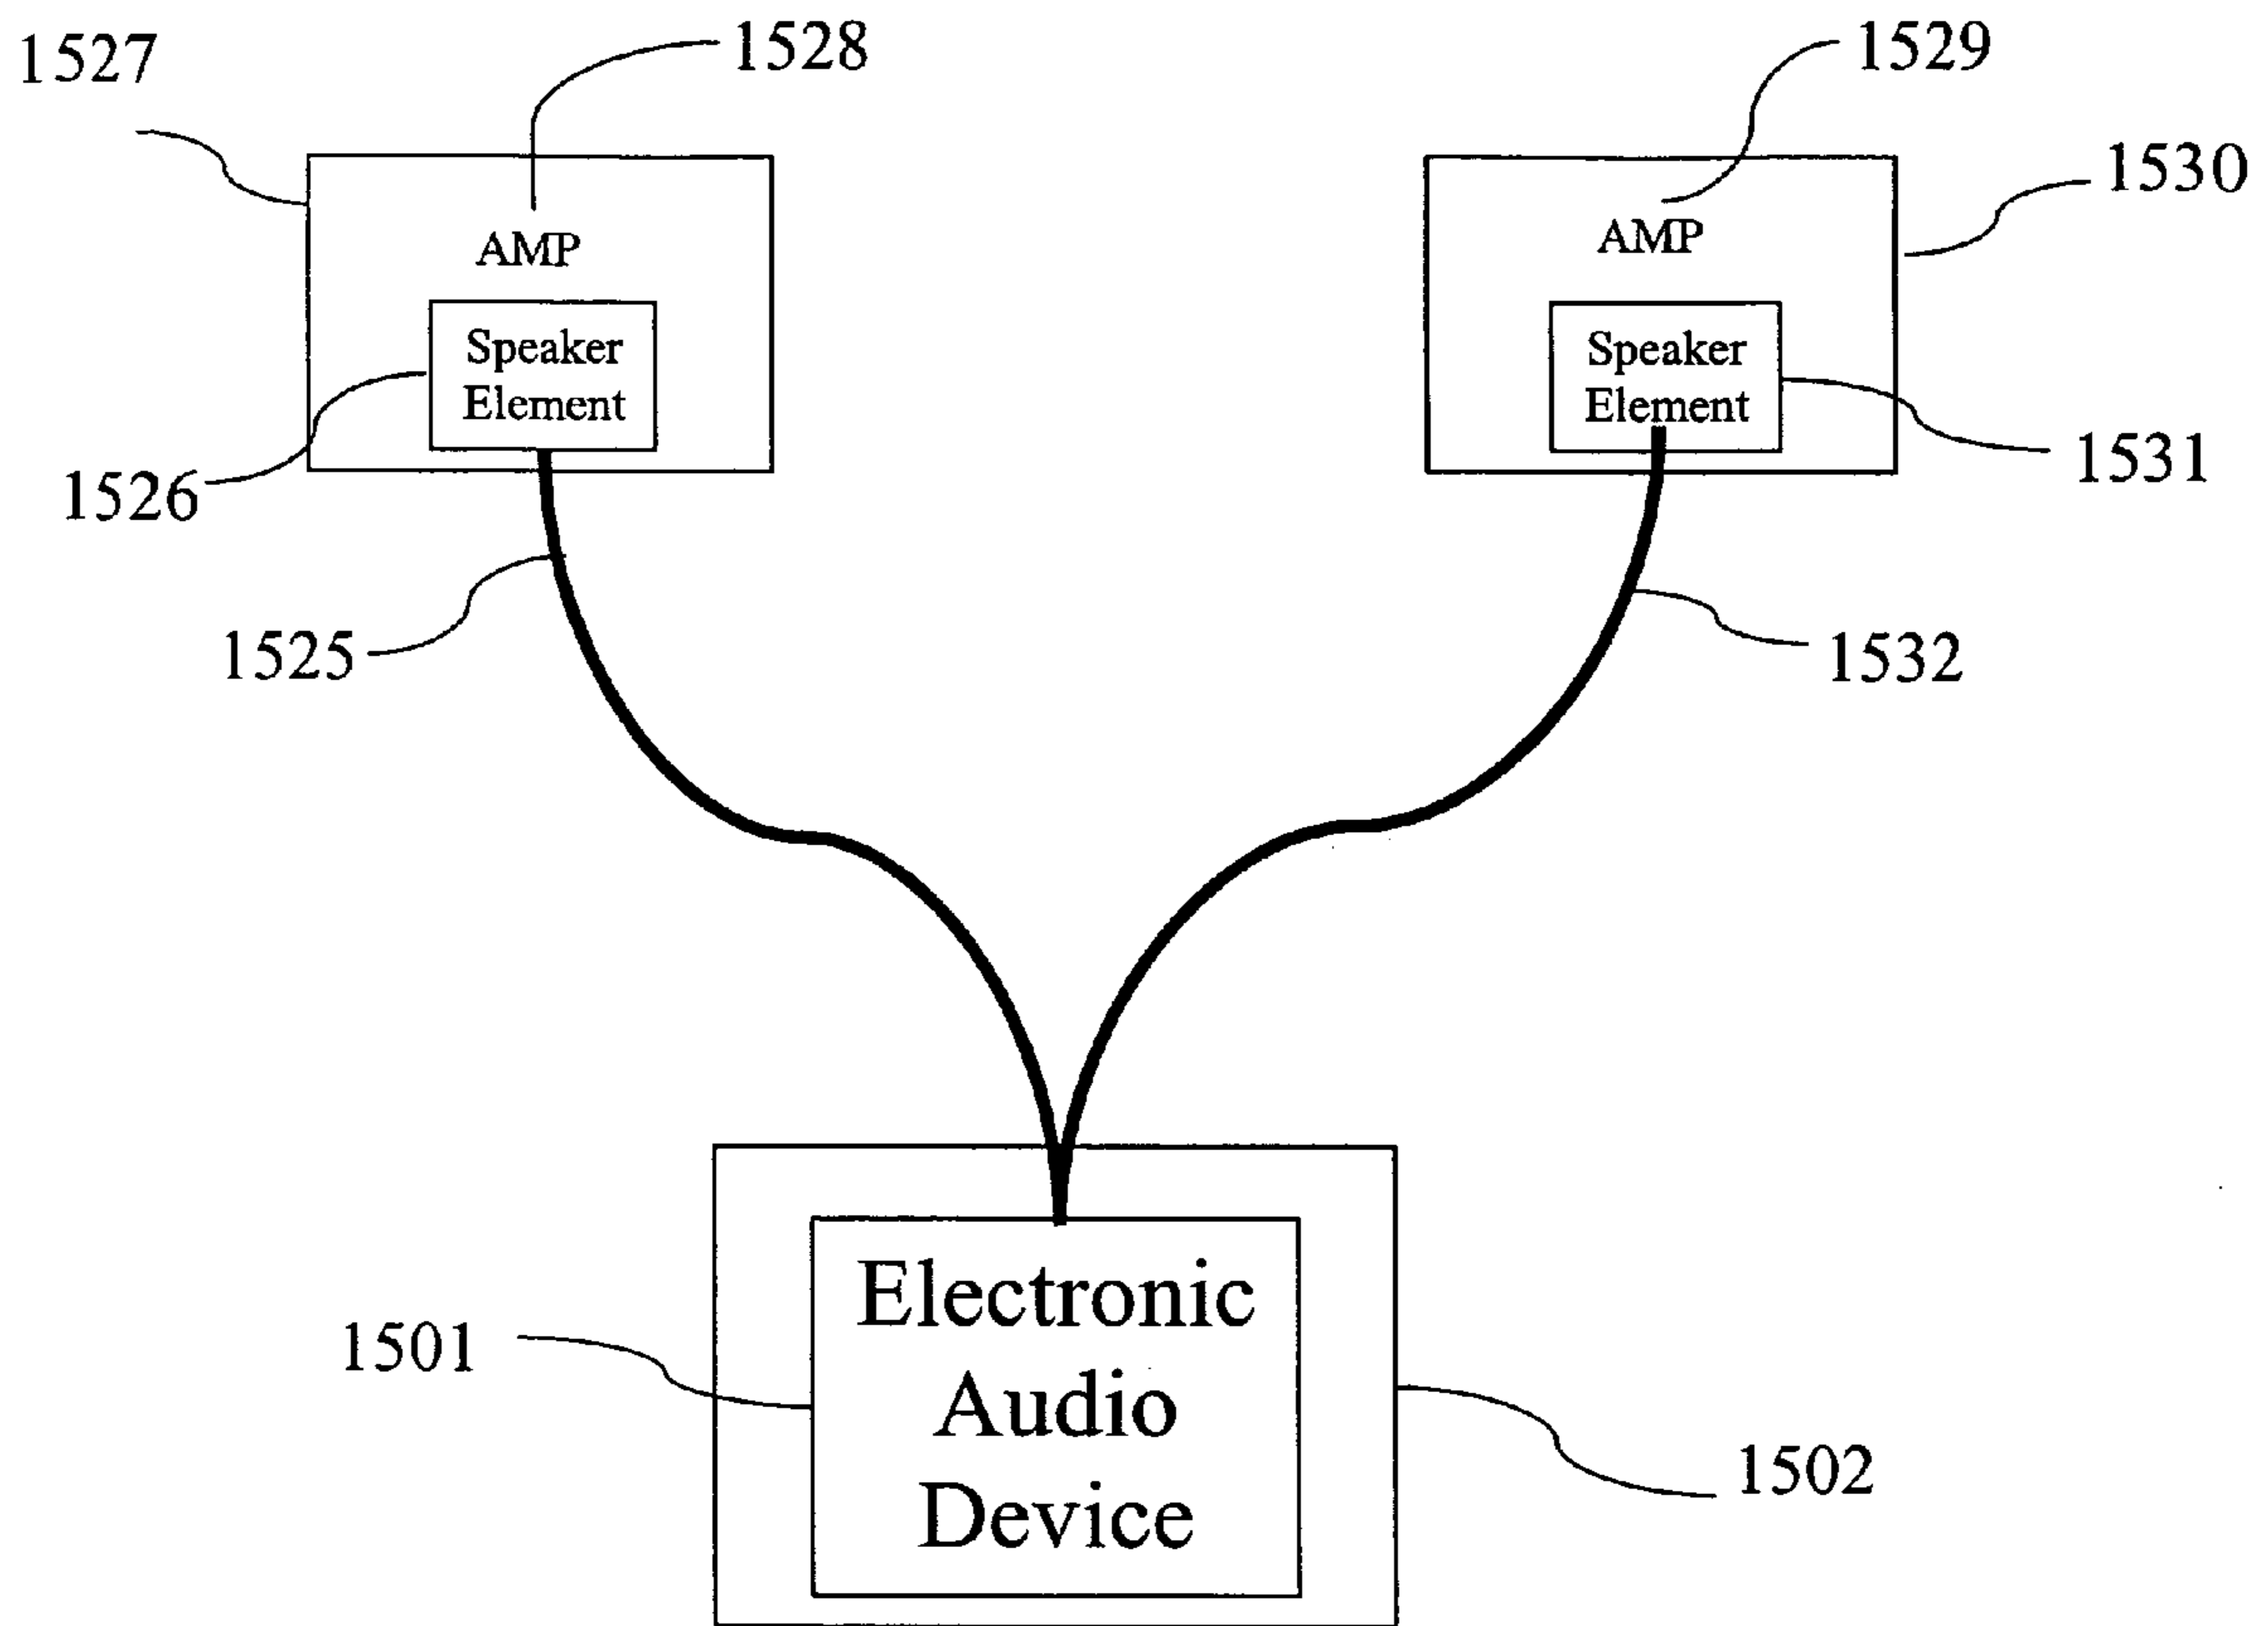 1527
1528
1529
1530
AMP
AMP
Speaker
Element
Speaker
Element
1526
1531
1525
1532
Electronic
Audio
Device
1501
1502